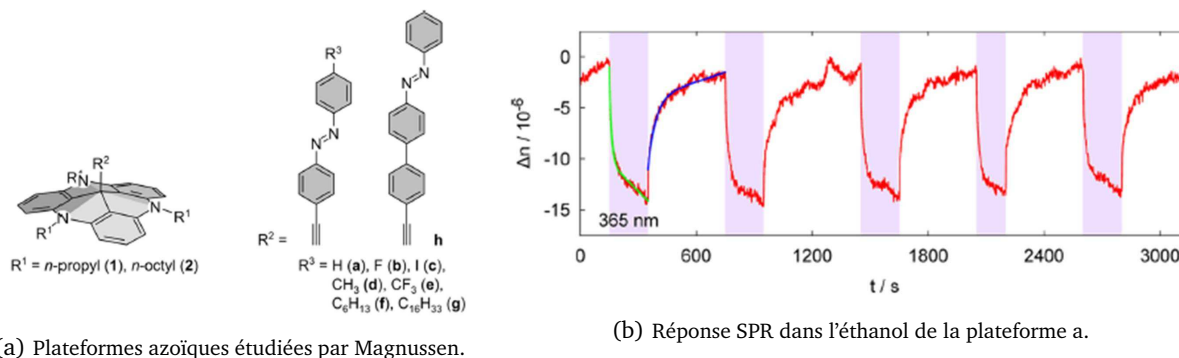 R³
N
N
N
N
R²
R¹
N
N
N
R¹
R¹
R² =
h
R¹ = n-propyl (1), n-octyl (2)
R³ = H (a), F (b), I (c),
CH₃ (d), CF₃ (e),
C₆H₁₃ (f), C₁₆H₃₃ (g)
(a) Plateformes azoïques étudiées par Magnussen.
0
-5
-10
-15
Δn / 10⁻⁶
365 nm
0
600
1200
1800
2400
3000
t / s
(b) Réponse SPR dans l'éthanol de la plateforme a.